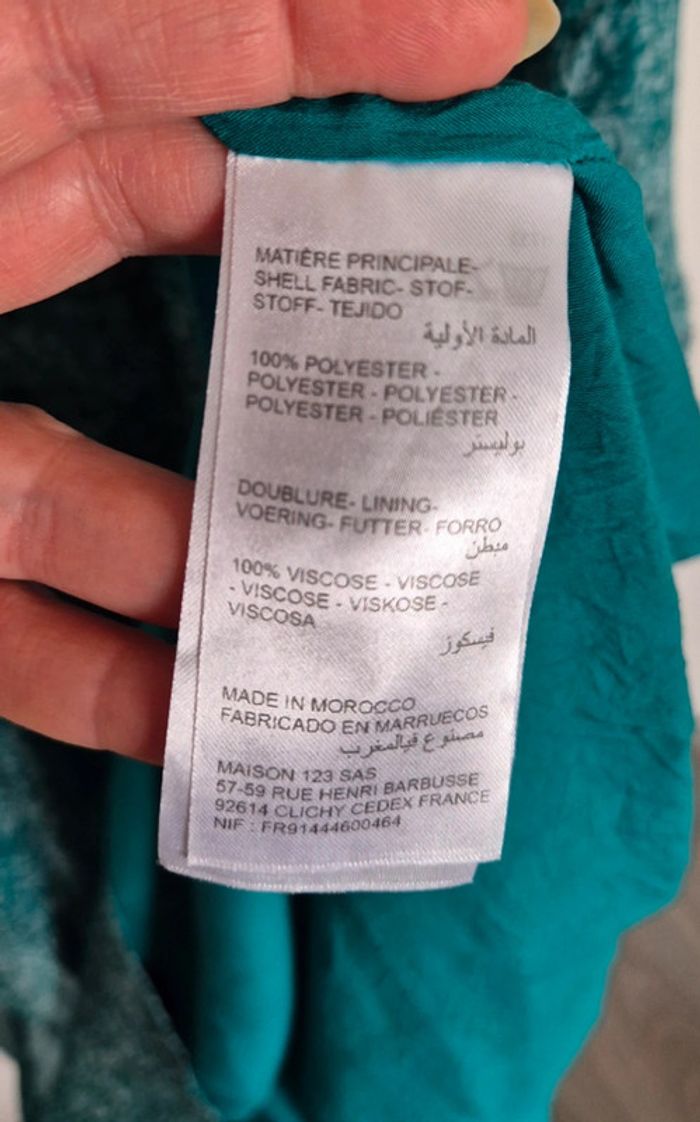 MATIÈRE PRINCIPALE-
SHELL FABRIC- STOF-
STOFF- TEJIDO
المادة الأولية
100% POLYESTER -
POLYESTER - POLYESTER -
POLYESTER - POLIÉSTER
بوليستر
DOUBLURE- LINING-
VOERING- FUTTER- FORRO
مبطن
100% VISCOSE - VISCOSE
- VISCOSE - VISKOSE -
VISCOSA
فيسكوز
MADE IN MOROCCO
FABRICADO EN MARRUECOS
مصنوع فيالمغرب
MAISON 123 SAS
57-59 RUE HENRI BARBUSSE
92614 CLICHY CEDEX FRANCE
NIF : FR91444600464